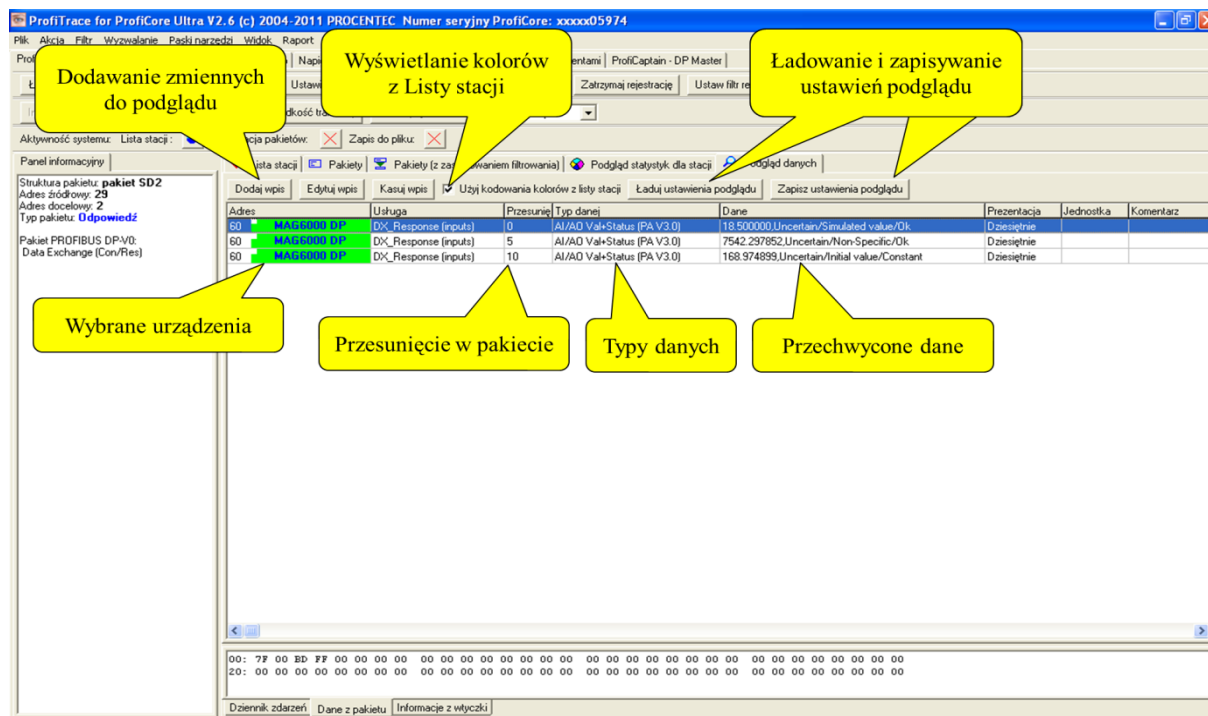 ProfiTrace for ProfiCore Ultra V2.6 (c) 2004-2011 PROCENTEC Numer seryjny ProfiCore: xxxxx05974
Plik Akcja Filtr Wyzwalanie Paski narzędzi Widok Raport
ProfiCaptain - DP Master
Zatrzymaj rejestrację
Dodawanie zmiennych
do podglądu
Wyświetlanie kolorów
z Listy stacji
Ładowanie i zapisywanie
ustawień podglądu
Aktywność systemu: Lista stacji: pakietów: Zapis do pliku:
Panel informacyjny
Lista stacji Pakiety Pakiety (z zastosowaniem filtrowania) Podgląd statystyk dla stacji Podgląd danych
Struktura pakietu: pakiet SD2
Adres źródłowy: 29
Adres docelowy: 2
Typ pakietu: Odpowiedź
Pakiet PROFIBUS DP-V0:
Data Exchange (Con/Res)
Dodaj wpis Edytuj wpis Kasuj wpis Użyj kodowania kolorów z listy stacji Ładuj ustawienia podglądu Zapisz ustawienia podglądu
Adres Usługa Przesunię Typ danej Dane Prezentacja Jednostka Komentarz
60 MAG6000 DP DX_Response (inputs) 0 AI/AO Val+Status (PA V3.0) 18.500000,Uncertain/Simulated value/Ok Dziesiętnie
60 MAG6000 DP DX_Response (inputs) 5 AI/AO Val+Status (PA V3.0) 7542.297852,Uncertain/Non-Specific/Ok Dziesiętnie
60 MAG6000 DP DX_Response (inputs) 10 AI/AO Val+Status (PA V3.0) 168.974899,Uncertain/Initial value/Constant Dziesiętnie
Wybrane urządzenia
Przesunięcie w pakiecie
Typy danych
Przechwycone dane
00: 7F 00 BD FF 00 00 00 00 00 00 00 00 00 00 00 00 00 00 00 00 00 00 00 00 00 00 00 00 00 00 00 00
20: 00 00 00 00 00 00 00 00 00 00 00 00 00 00 00 00 00 00 00 00 00 00 00 00 00 00 00 00 00 00 00 00
Dziennik zdarzeń Dane z pakietu Informacje z wtyczki